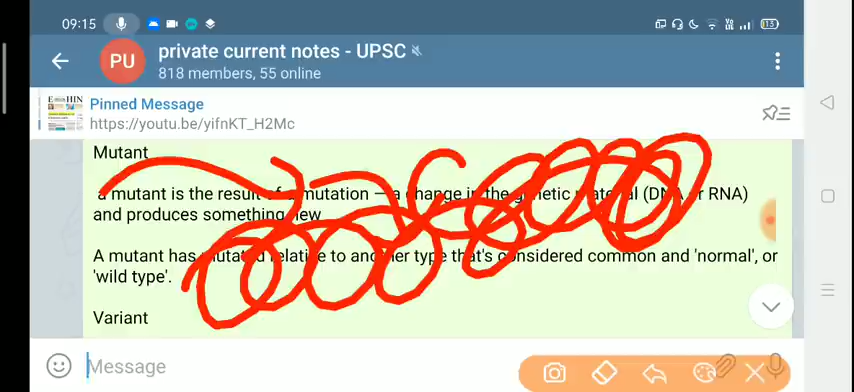 09:15
13
PU
private current notes - UPSC
818 members, 55 online
Pinned Message
https://youtu.be/yifnKT_H2Mc
Mutant
a mutant is the result of a mutation — a change in the genetic material (DNA or RNA)
and produces something new
A mutant has mutated relative to another type that's considered common and 'normal', or
'wild type'.
Variant
Message